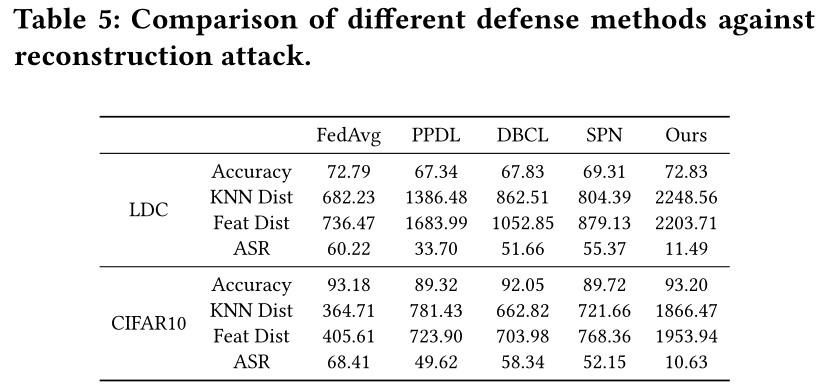 Table 5: Comparison of different defense methods against
reconstruction attack.
FedAvg PPDL DBCL SPN Ours
Accuracy 72.79 67.34 67.83 69.31 72.83
KNN Dist 682.23 1386.48 862.51 804.39 2248.56
LDC
Feat Dist 736.47 1683.99 1052.85 879.13 2203.71
ASR 60.22 33.70 51.66 55.37 11.49
Accuracy 93.18 89.32 92.05 89.72 93.20
KNN Dist 364.71 781.43 662.82 721.66 1866.47
CIFAR10
Feat Dist 405.61 723.90 703.98 768.36 1953.94
ASR 68.41 49.62 58.34 52.15 10.63